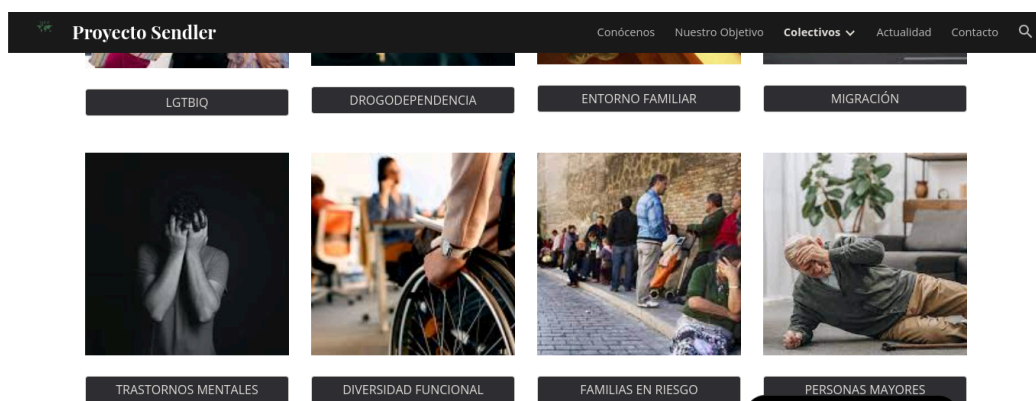 Proyecto Sendler
Conócenos Nuestro Objetivo Colectivos Actualidad Contacto
LGTBIQ DROGODEPENDENCIA ENTORNO FAMILIAR MIGRACIÓN
TRASTORNOS MENTALES DIVERSIDAD FUNCIONAL FAMILIAS EN RIESGO PERSONAS MAYORES